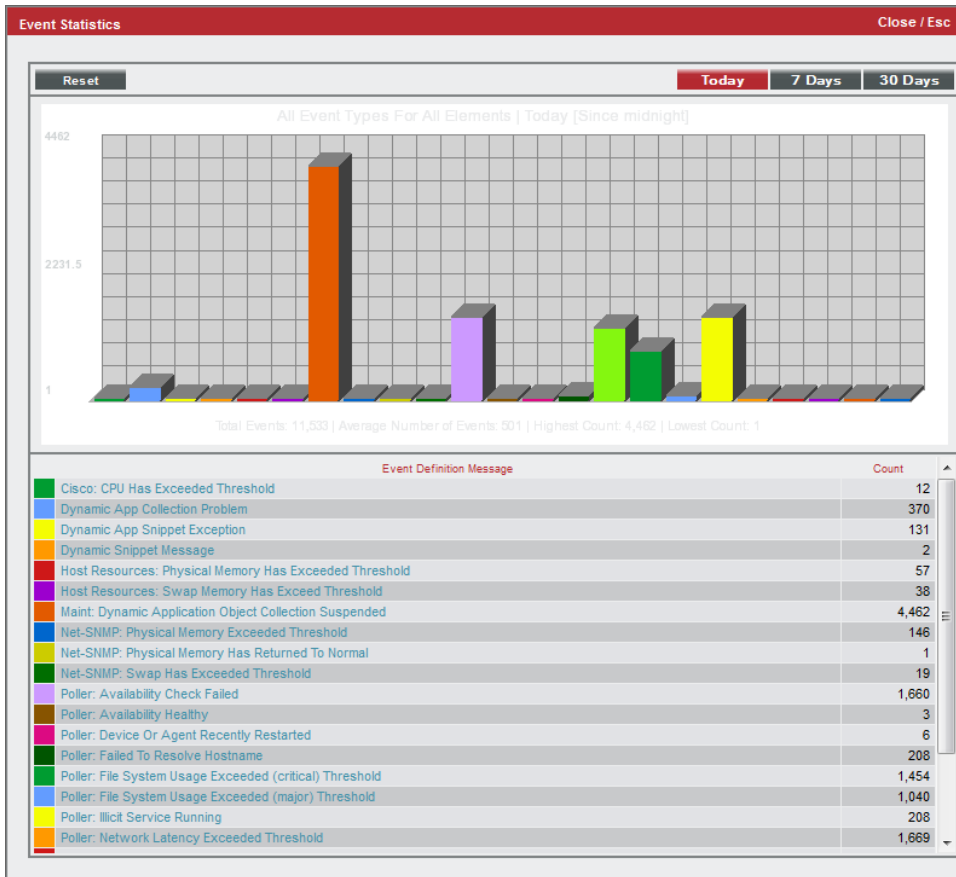 Event Statistics Close / Esc
Reset Today 7 Days 30 Days
All Event Types For All Elements | Today [Since midnight]
4462
2231.5
1
Total Events: 11,533 | Average Number of Events: 501 | Highest Count: 4,462 | Lowest Count: 1
Event Definition Message Count
Cisco: CPU Has Exceeded Threshold 12
Dynamic App Collection Problem 370
Dynamic App Snippet Exception 131
Dynamic Snippet Message 2
Host Resources: Physical Memory Has Exceeded Threshold 57
Host Resources: Swap Memory Has Exceed Threshold 38
Maint: Dynamic Application Object Collection Suspended 4,462
Net-SNMP: Physical Memory Exceeded Threshold 146
Net-SNMP: Physical Memory Has Returned To Normal 1
Net-SNMP: Swap Has Exceeded Threshold 19
Poller: Availability Check Failed 1,660
Poller: Availability Healthy 3
Poller: Device Or Agent Recently Restarted 6
Poller: Failed To Resolve Hostname 208
Poller: File System Usage Exceeded (critical) Threshold 1,454
Poller: File System Usage Exceeded (major) Threshold 1,040
Poller: Illicit Service Running 208
Poller: Network Latency Exceeded Threshold 1,669